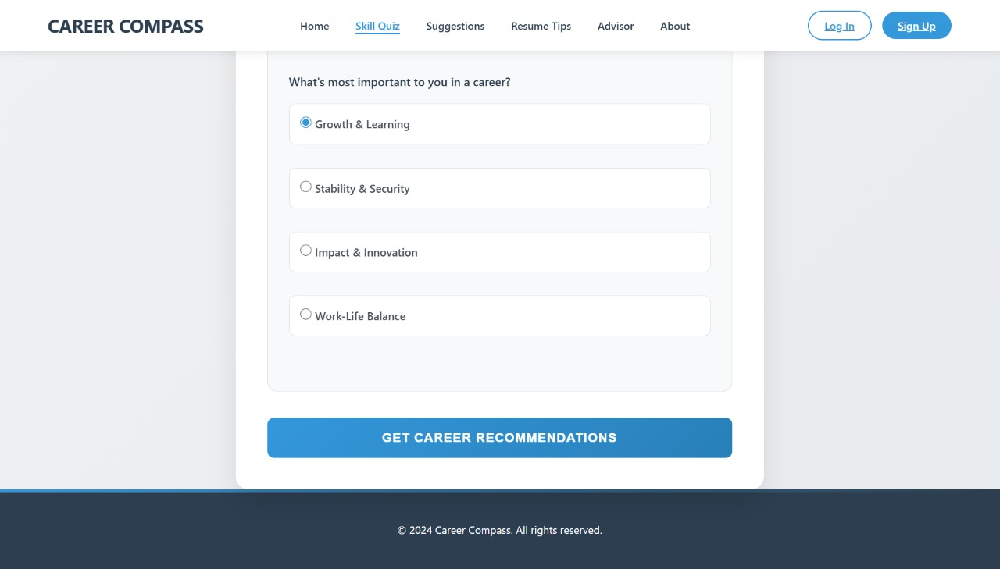 CAREER COMPASS
Home
Skill Quiz
Suggestions
Resume Tips
Advisor
About
Log In
Sign Up
What's most important to you in a career?
Growth & Learning
Stability & Security
Impact & Innovation
Work-Life Balance
GET CAREER RECOMMENDATIONS
© 2024 Career Compass. All rights reserved.